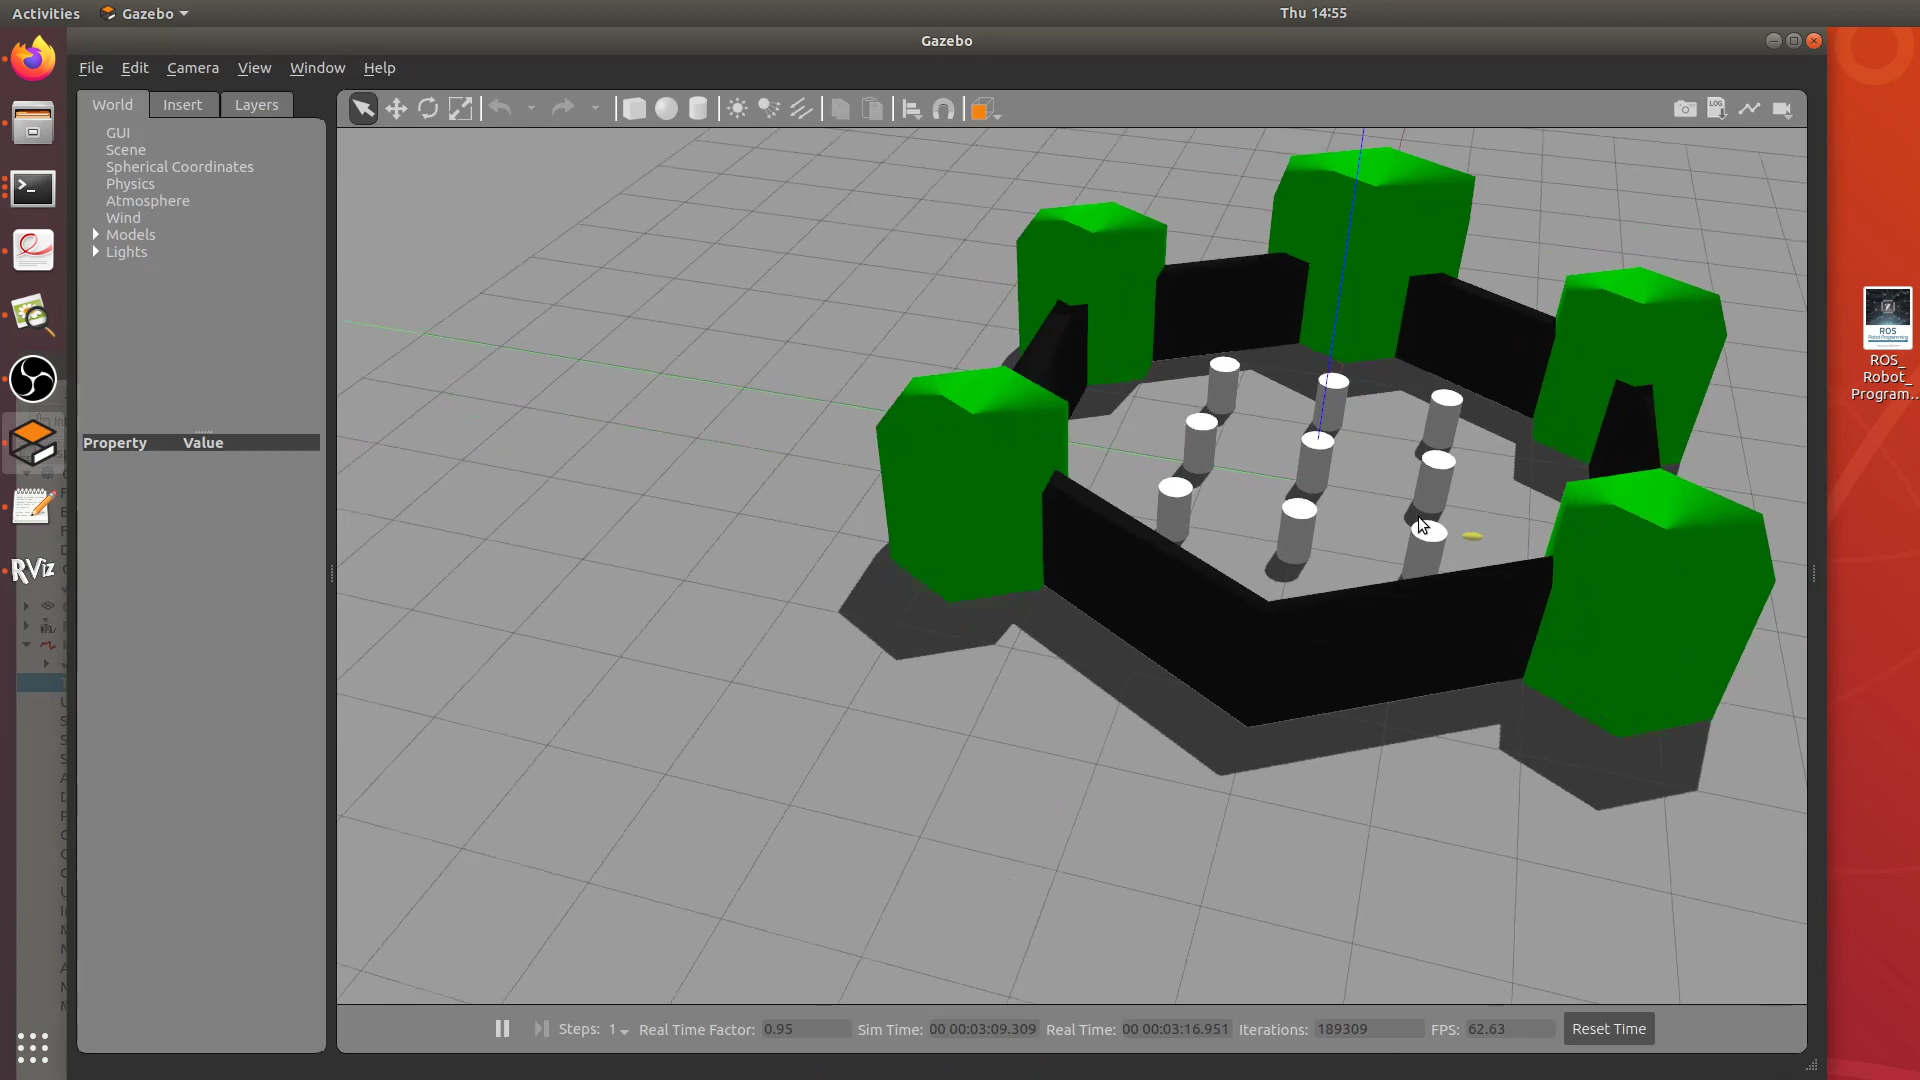 Activities
Gazebo
Thu 14:55
Gazebo
File
Edit
Camera
View
Window
Help
World
Insert
Layers
LOG
GUI
Scene
Spherical Coordinates
Physics
Atmosphere
Wind
Models
Lights
Property
Value
RViz
ROS
ROS_
Robot_
Program...
Steps: 1
Real Time Factor: 0.95
Sim Time: 00 00:03:09.309
Real Time: 00 00:03:16.951
Iterations: 189309
FPS: 62.63
Reset Time